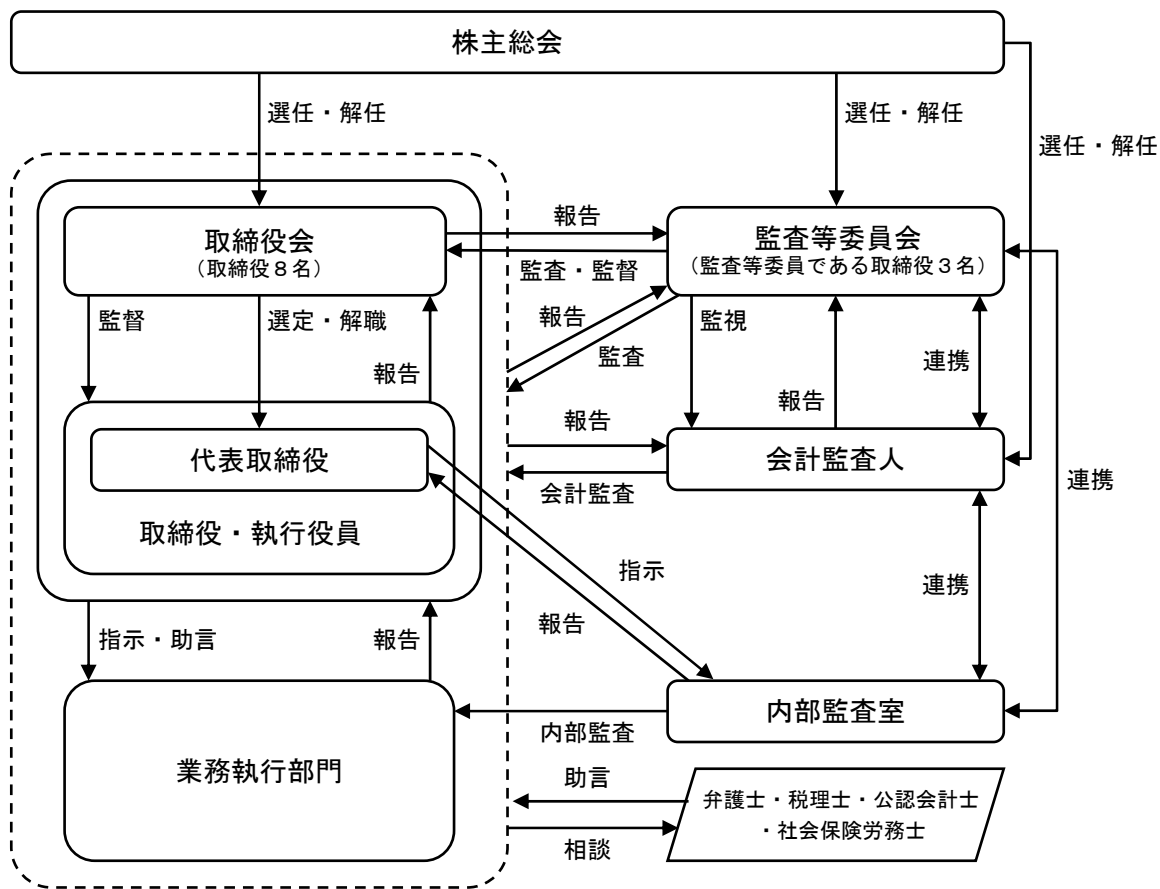 株主総会
選任・解任
選任・解任
選任・解任
取締役会
（取締役８名）
報告
監査・監督
監査等委員会
（監査等委員である取締役３名）
監督
選定・解職
報告
報告
監査
監視
報告
連携
代表取締役
取締役・執行役員
報告
会計監査
会計監査人
連携
指示
報告
連携
指示・助言
報告
業務執行部門
内部監査
内部監査室
助言
相談
弁護士・税理士・公認会計士
・社会保険労務士